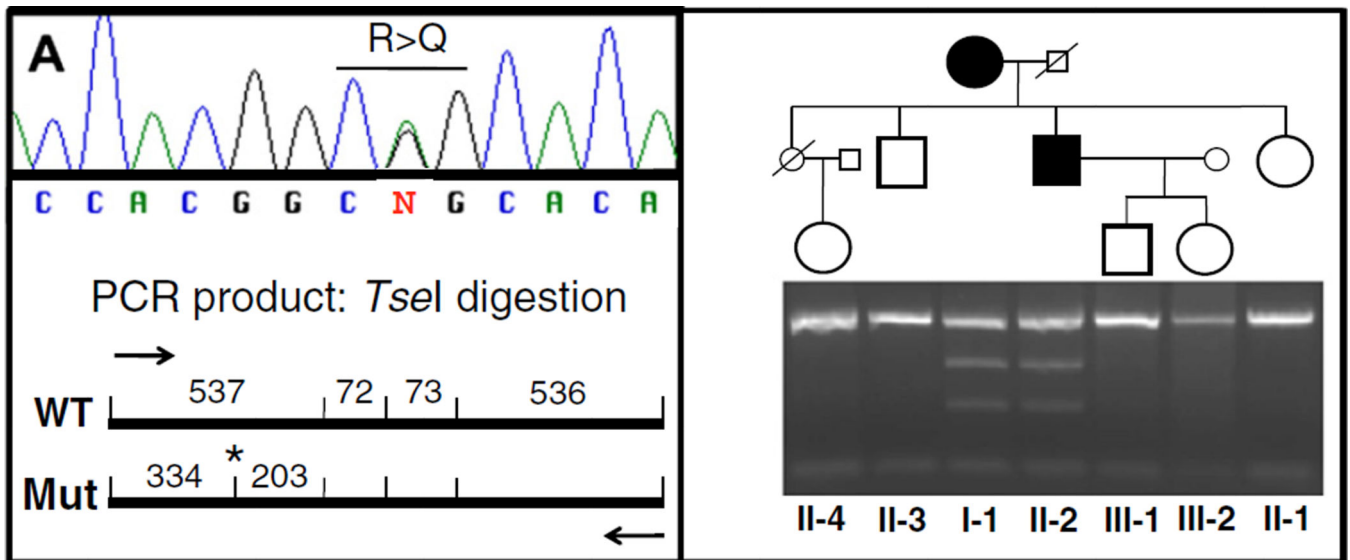 A
R>Q
C C A C G G C N G C A C A
PCR product: TseI digestion
537 72 73 536
WT
*
334 203
Mut
II-4 II-3 I-1 II-2 III-1 III-2 II-1